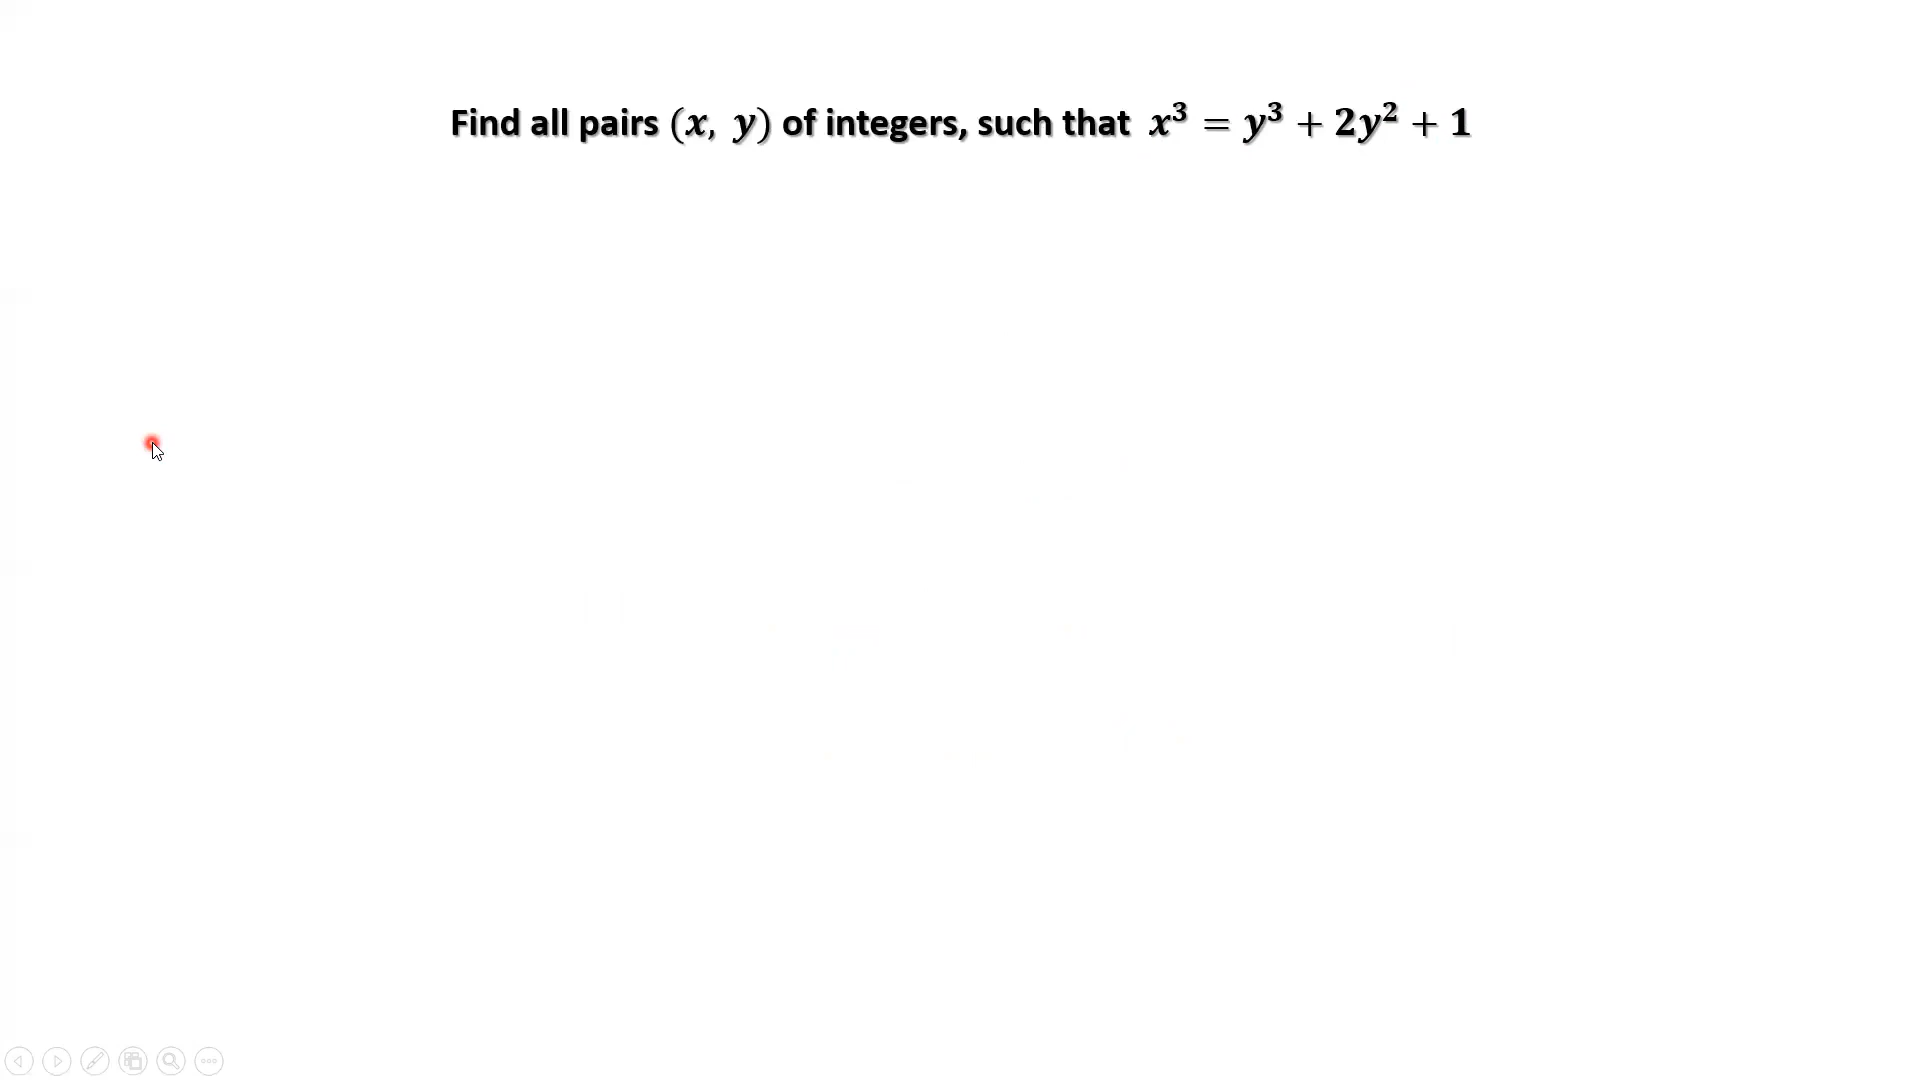 Find all pairs (x, y) of integers, such that x³ = y³ + 2y² + 1